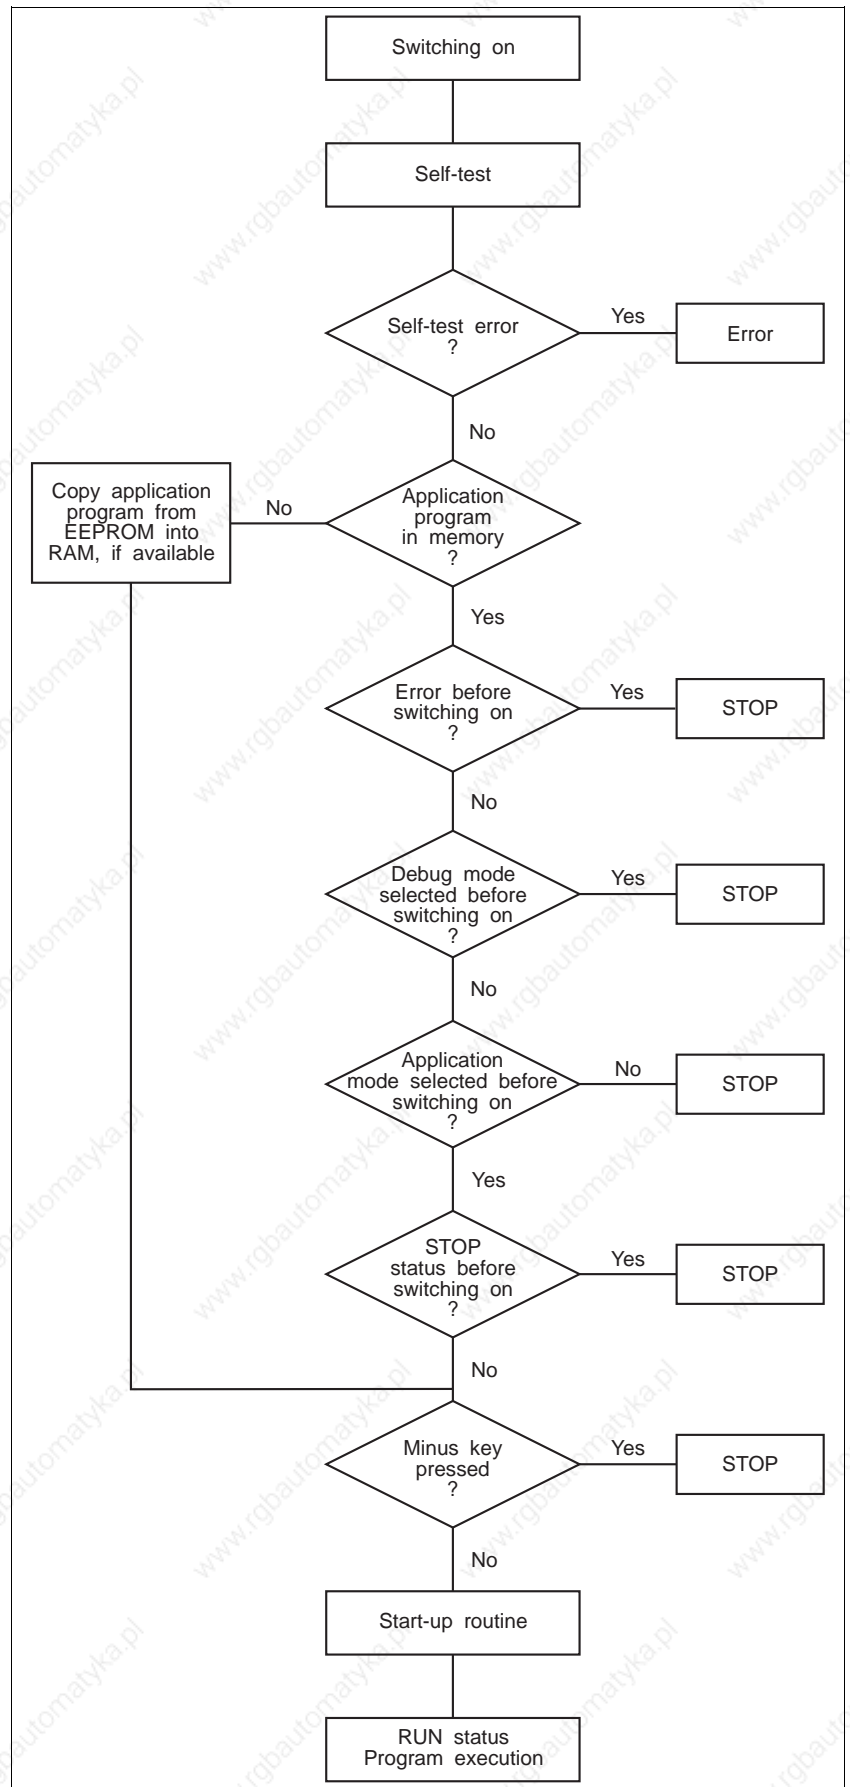 Switching on
Self-test
Self-test error
?
Yes
Error
No
Application
program
in memory
?
No
Copy application
program from
EEPROM into
RAM, if available
Yes
Error before
switching on
?
Yes
STOP
No
Debug mode
selected before
switching on
?
Yes
STOP
No
Application
mode selected before
switching on
?
No
STOP
Yes
STOP
status before
switching on
?
Yes
STOP
No
Minus key
pressed
?
Yes
STOP
No
Start-up routine
RUN status
Program execution
www.rgbautomatyka.pl